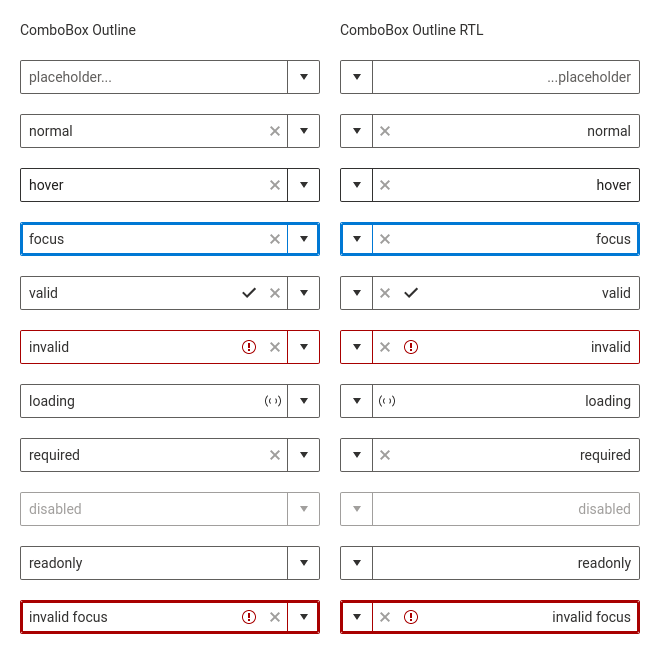 ComboBox Outline
ComboBox Outline RTL
placeholder...
...placeholder
normal
normal
hover
hover
focus
focus
valid
valid
invalid
invalid
loading
loading
required
required
disabled
disabled
readonly
readonly
invalid focus
invalid focus